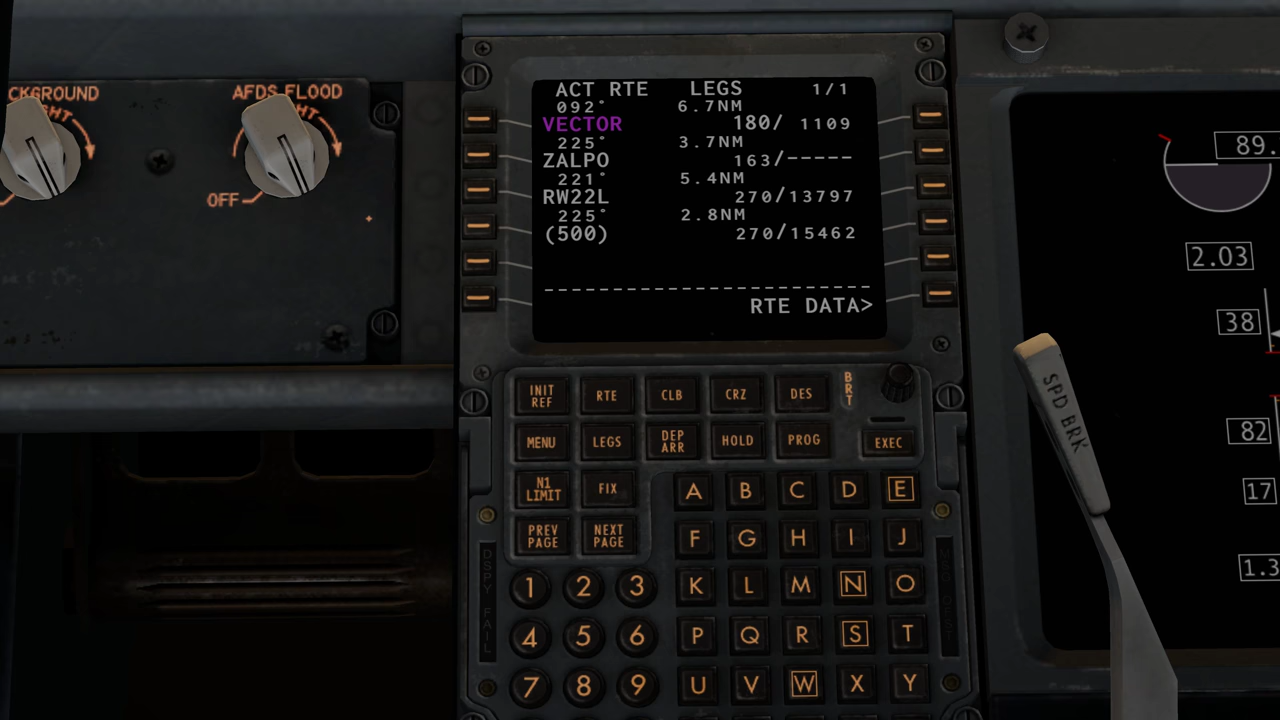 CKGROUND
AFDS FLOOD
OFF
ACT RTE LEGS 1/1
092° 6.7NM
VECTOR 180/ 1109
225° 3.7NM
ZALPO 163/-----
221° 5.4NM
RW22L 270/13797
225° 2.8NM
(500) 270/15462
------------------------
RTE DATA>
INIT REF
RTE
CLB
CRZ
DES
BRT
MENU
LEGS
DEP ARR
HOLD
PROG
EXEC
N1 LIMIT
FIX
PREV PAGE
NEXT PAGE
A B C D E
F G H I J
1 2 3 K L M N O
4 5 6 P Q R S T
7 8 9 U V W X Y
DSPY FAIL
SPD BRK
89.
2.03
38
82
17
1.3